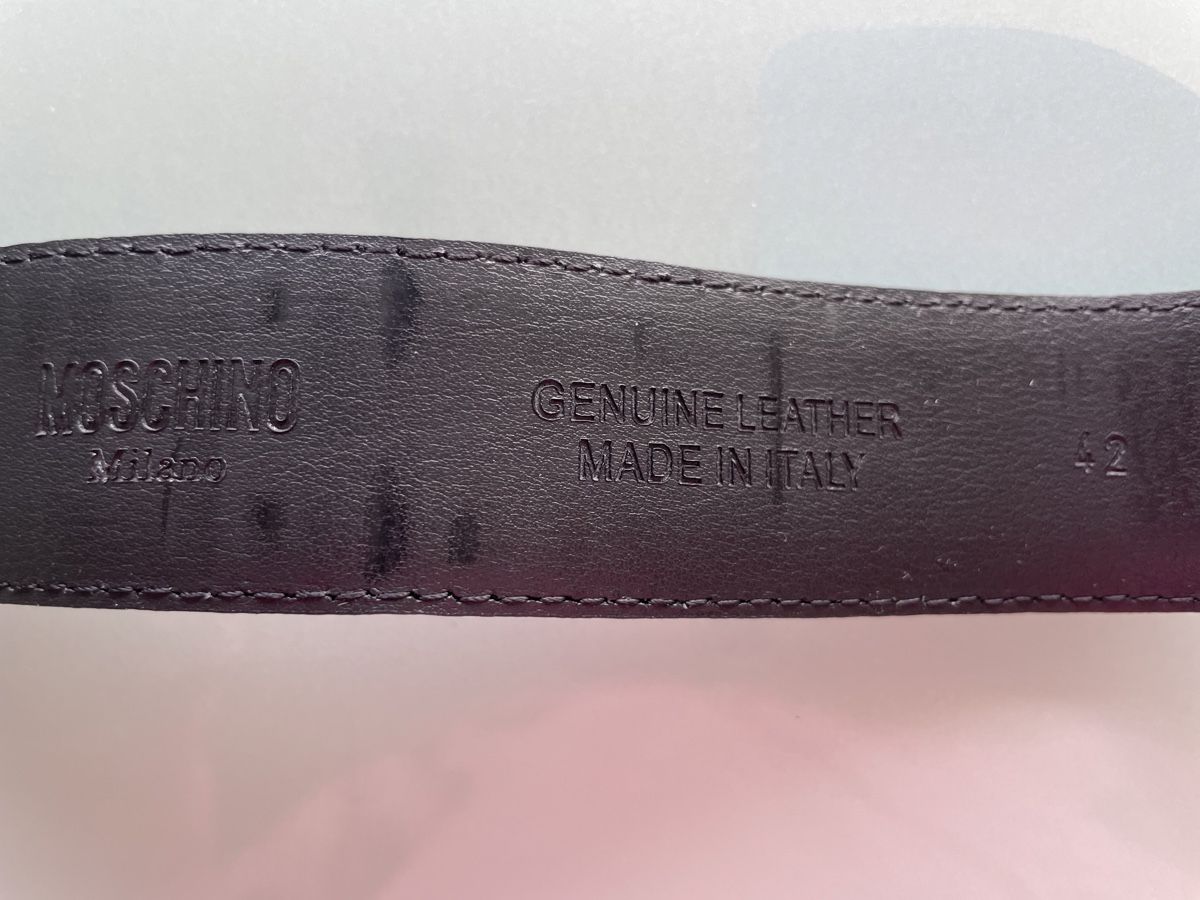 MOSCHINO
Milano
GENUINE LEATHER
MADE IN ITALY
42